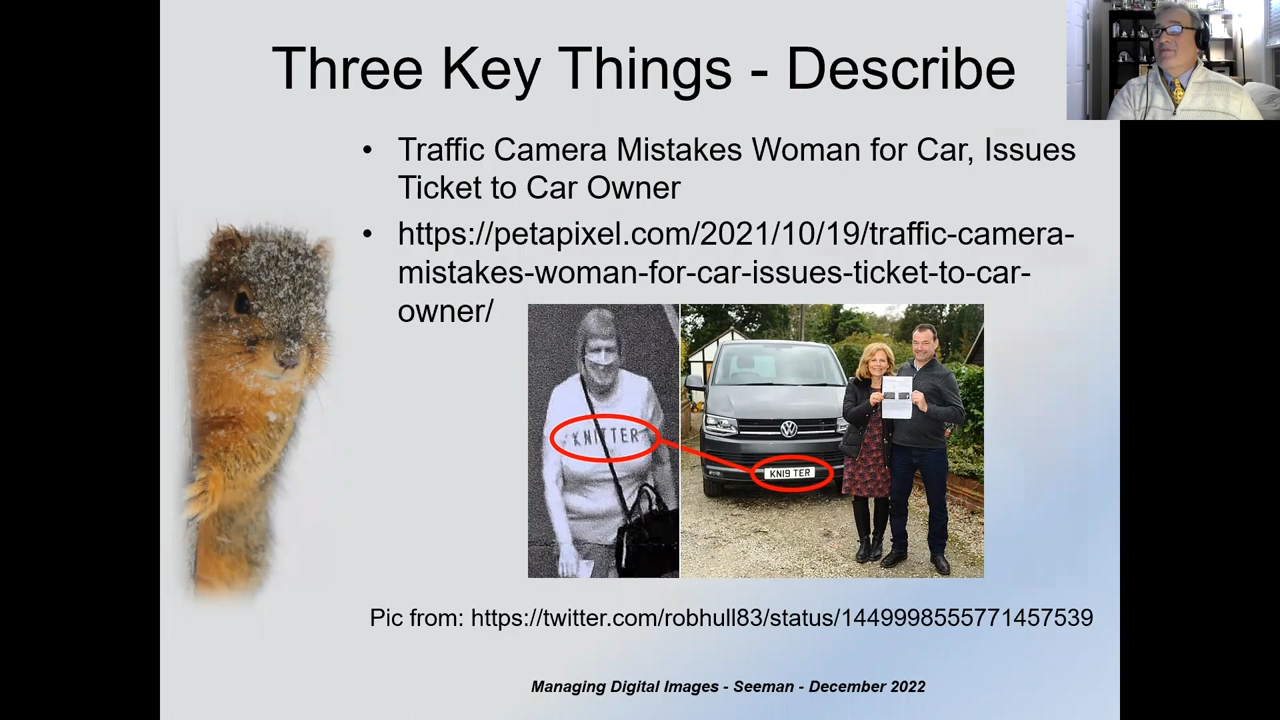 Three Key Things - Describe
• Traffic Camera Mistakes Woman for Car, Issues
Ticket to Car Owner
• https://petapixel.com/2021/10/19/traffic-camera-
mistakes-woman-for-car-issues-ticket-to-car-
owner/
KNITTER
KN19 TER
Pic from: https://twitter.com/robhull83/status/1449998555771457539
Managing Digital Images - Seeman - December 2022